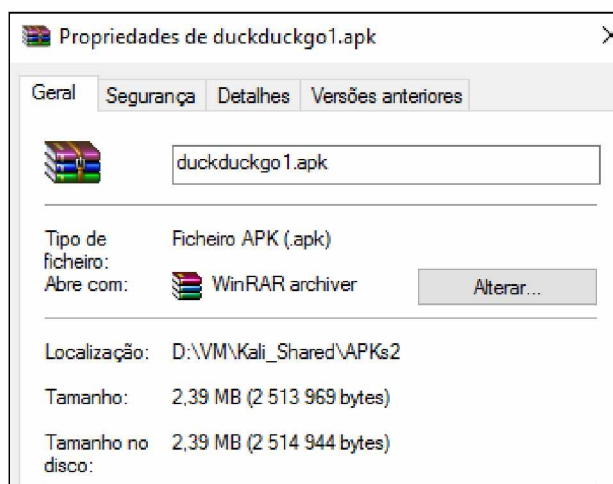 Propriedades de duckduckgo1.apk
Geral Segurança Detalhes Versões anteriores
duckduckgo1.apk
Tipo de ficheiro: Ficheiro APK (.apk)
Abre com: WinRAR archiver Alterar...
Localização: D:\VM\Kali_Shared\APKs2
Tamanho: 2,39 MB (2 513 969 bytes)
Tamanho no disco: 2,39 MB (2 514 944 bytes)